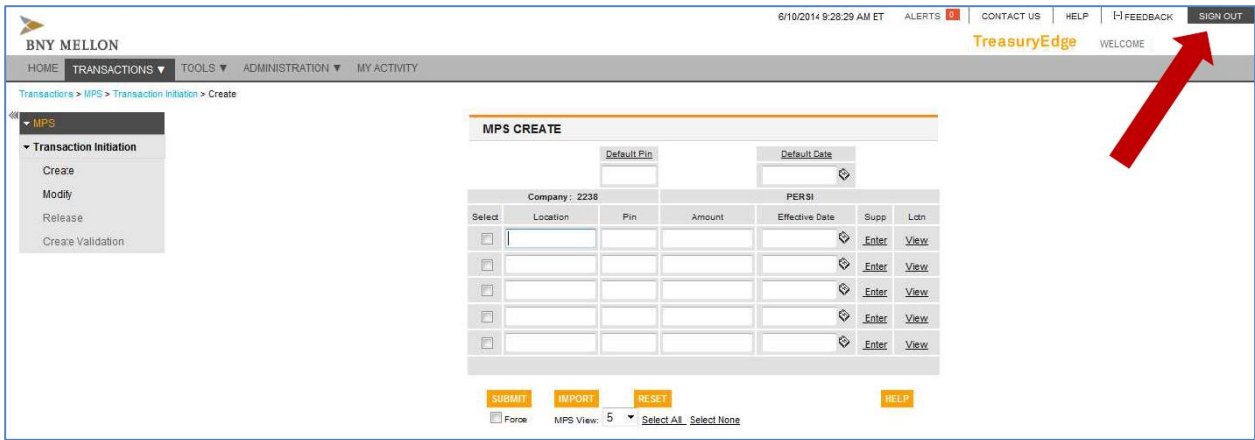 6/10/2014 9:28:29 AM ET ALERTS 0 CONTACT US HELP [-] FEEDBACK SIGN OUT
BNY MELLON
TreasuryEdge WELCOME
HOME TRANSACTIONS ▼ TOOLS ▼ ADMINISTRATION ▼ MY ACTIVITY
Transactions > MPS > Transaction Initiation > Create
MPS
Transaction Initiation
Create
Modify
Release
Create Validation
MPS CREATE
Default Pin Default Date
Company: 2238 PERSI
Select Location Pin Amount Effective Date Supp Lctn
Enter View
Enter View
Enter View
Enter View
Enter View
SUBMIT IMPORT RESET HELP
Force MPS View: 5 Select All Select None